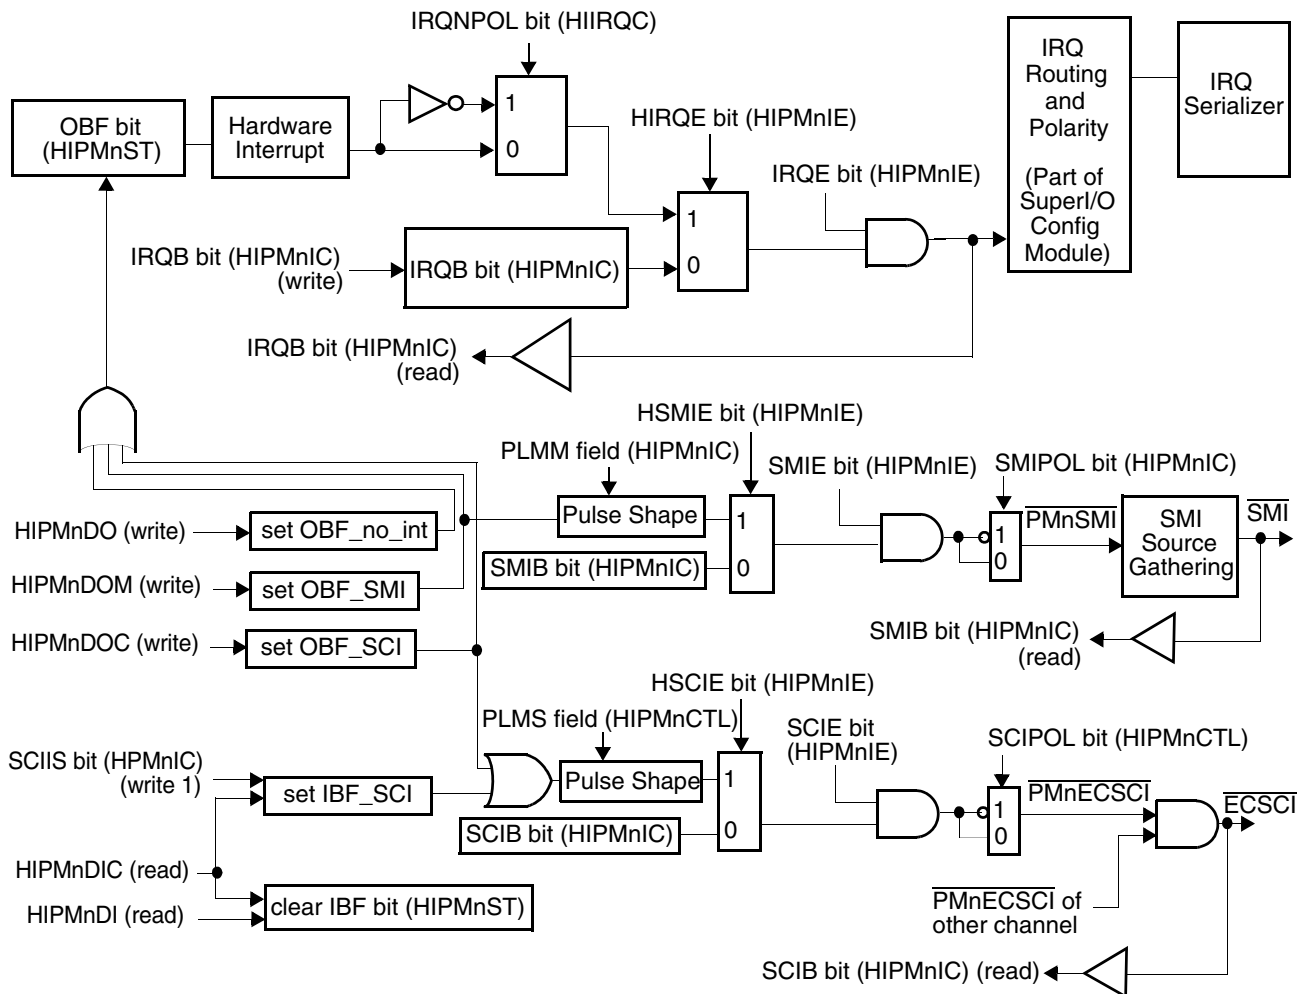 IRQNPOL bit (HIIRQC)
IRQ
Routing
and
Polarity
(Part of
SuperI/O
Config
Module)
IRQ
Serializer
OBF bit
(HIPMnST)
Hardware
Interrupt
1
0
HIRQE bit (HIPMnIE)
IRQE bit (HIPMnIE)
1
0
IRQB bit (HIPMnIC)
(write)
IRQB bit (HIPMnIC)
IRQB bit (HIPMnIC)
(read)
HSMIE bit (HIPMnIE)
PLMM field (HIPMnIC)
SMIE bit (HIPMnIE)
SMIPOL bit (HIPMnIC)
HIPMnDO (write)
set OBF_no_int
Pulse Shape
1
0
SMIB bit (HIPMnIC)
1
0
PMnSMI
SMI
Source
Gathering
SMI
HIPMnDOM (write)
set OBF_SMI
HIPMnDOC (write)
set OBF_SCI
SMIB bit (HIPMnIC)
(read)
HSCIE bit (HIPMnIE)
PLMS field (HIPMnCTL)
SCIE bit
(HIPMnIE)
SCIPOL bit (HIPMnCTL)
SCIIS bit (HPMnIC)
(write 1)
set IBF_SCI
Pulse Shape
1
0
SCIB bit (HIPMnIC)
1
0
PMnECSCI
ECSCI
HIPMnDIC (read)
HIPMnDI (read)
clear IBF bit (HIPMnST)
PMnECSCI of
other channel
SCIB bit (HIPMnIC) (read)